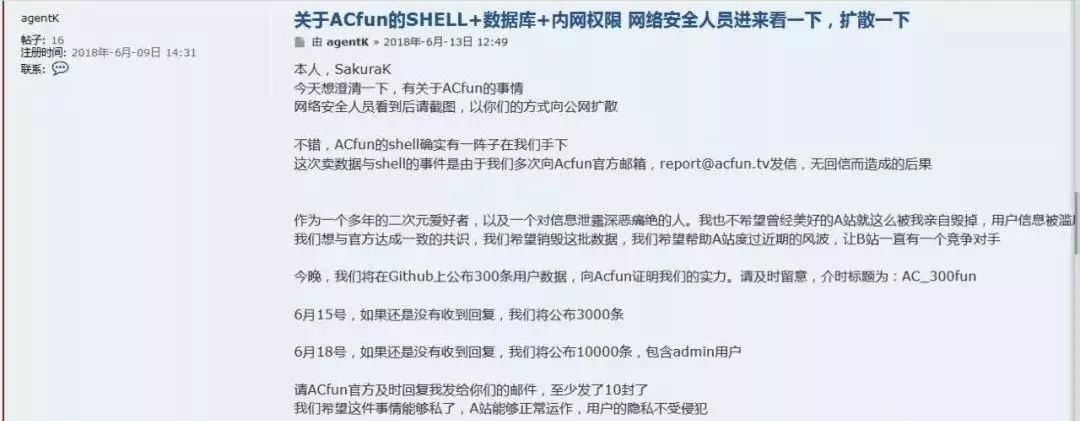 agentK
帖子: 16
注册时间: 2018年-6月-09日 14:31
联系:
关于ACfun的SHELL+数据库+内网权限 网络安全人员进来看一下，扩散一下
由 agentK » 2018年-6月-13日 12:49
本人，SakuraK
今天想澄清一下，有关于ACfun的事情
网络安全人员看到后请截图，以你们的方式向公网扩散
不错，ACfun的shell确实有一阵子在我们手下
这次卖数据与shell的事件是由于我们多次向Acfun官方邮箱，report@acfun.tv发信，无回信而造成的后果
作为一个多年的二次元爱好者，以及一个对信息泄露深恶痛绝的人。我也不希望曾经美好的A站就这么被我亲自毁掉，用户信息被滥
我们想与官方达成一致的共识，我们希望销毁这批数据，我们希望帮助A站度过近期的风波，让B站一直有一个竞争对手
今晚，我们将在Github上公布300条用户数据，向Acfun证明我们的实力。请及时留意，介时标题为：AC_300fun
6月15号，如果还是没有收到回复，我们将公布3000条
6月18号，如果还是没有收到回复，我们将公布10000条，包含admin用户
请ACfun官方及时回复我发给你们的邮件，至少发了10封了
我们希望这件事情能够私了，A站能够正常运作，用户的隐私不受侵犯